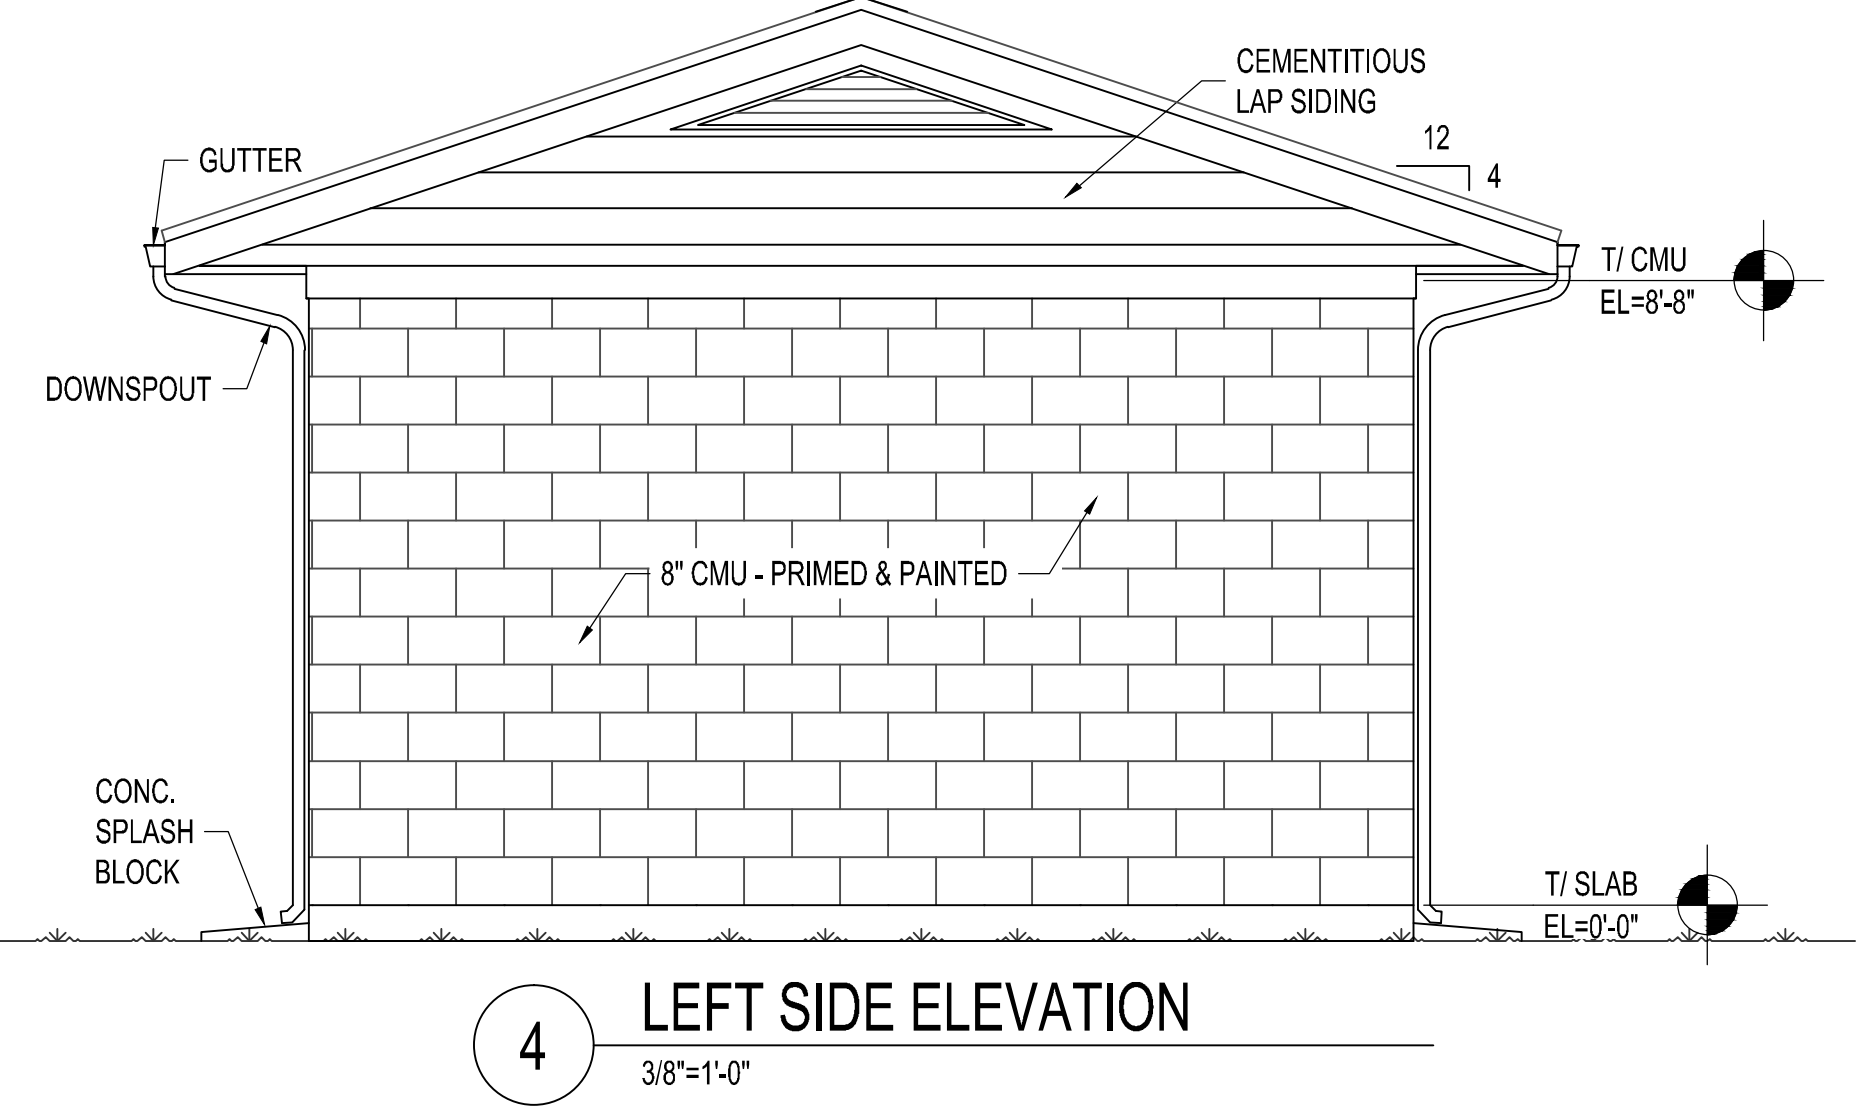 CEMENTITIOUS
LAP SIDING
12
4
GUTTER
T/ CMU
EL=8'-8"
DOWNSPOUT
8" CMU - PRIMED & PAINTED
CONC.
SPLASH
BLOCK
T/ SLAB
EL=0'-0"
4
LEFT SIDE ELEVATION
3/8"=1'-0"